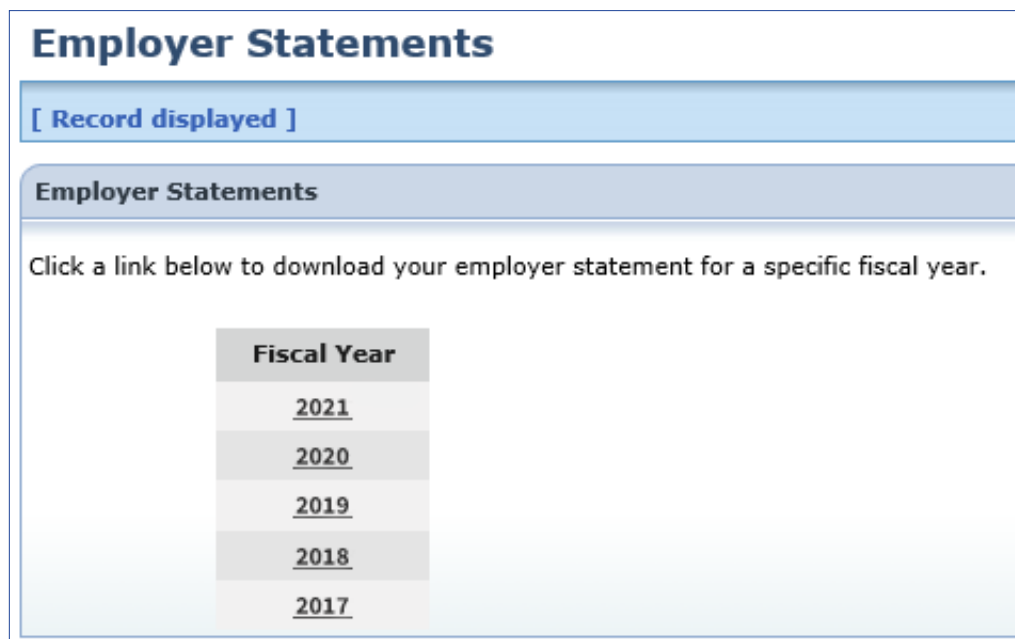 Employer Statements
[ Record displayed ]
Employer Statements
Click a link below to download your employer statement for a specific fiscal year.
Fiscal Year
2021
2020
2019
2018
2017